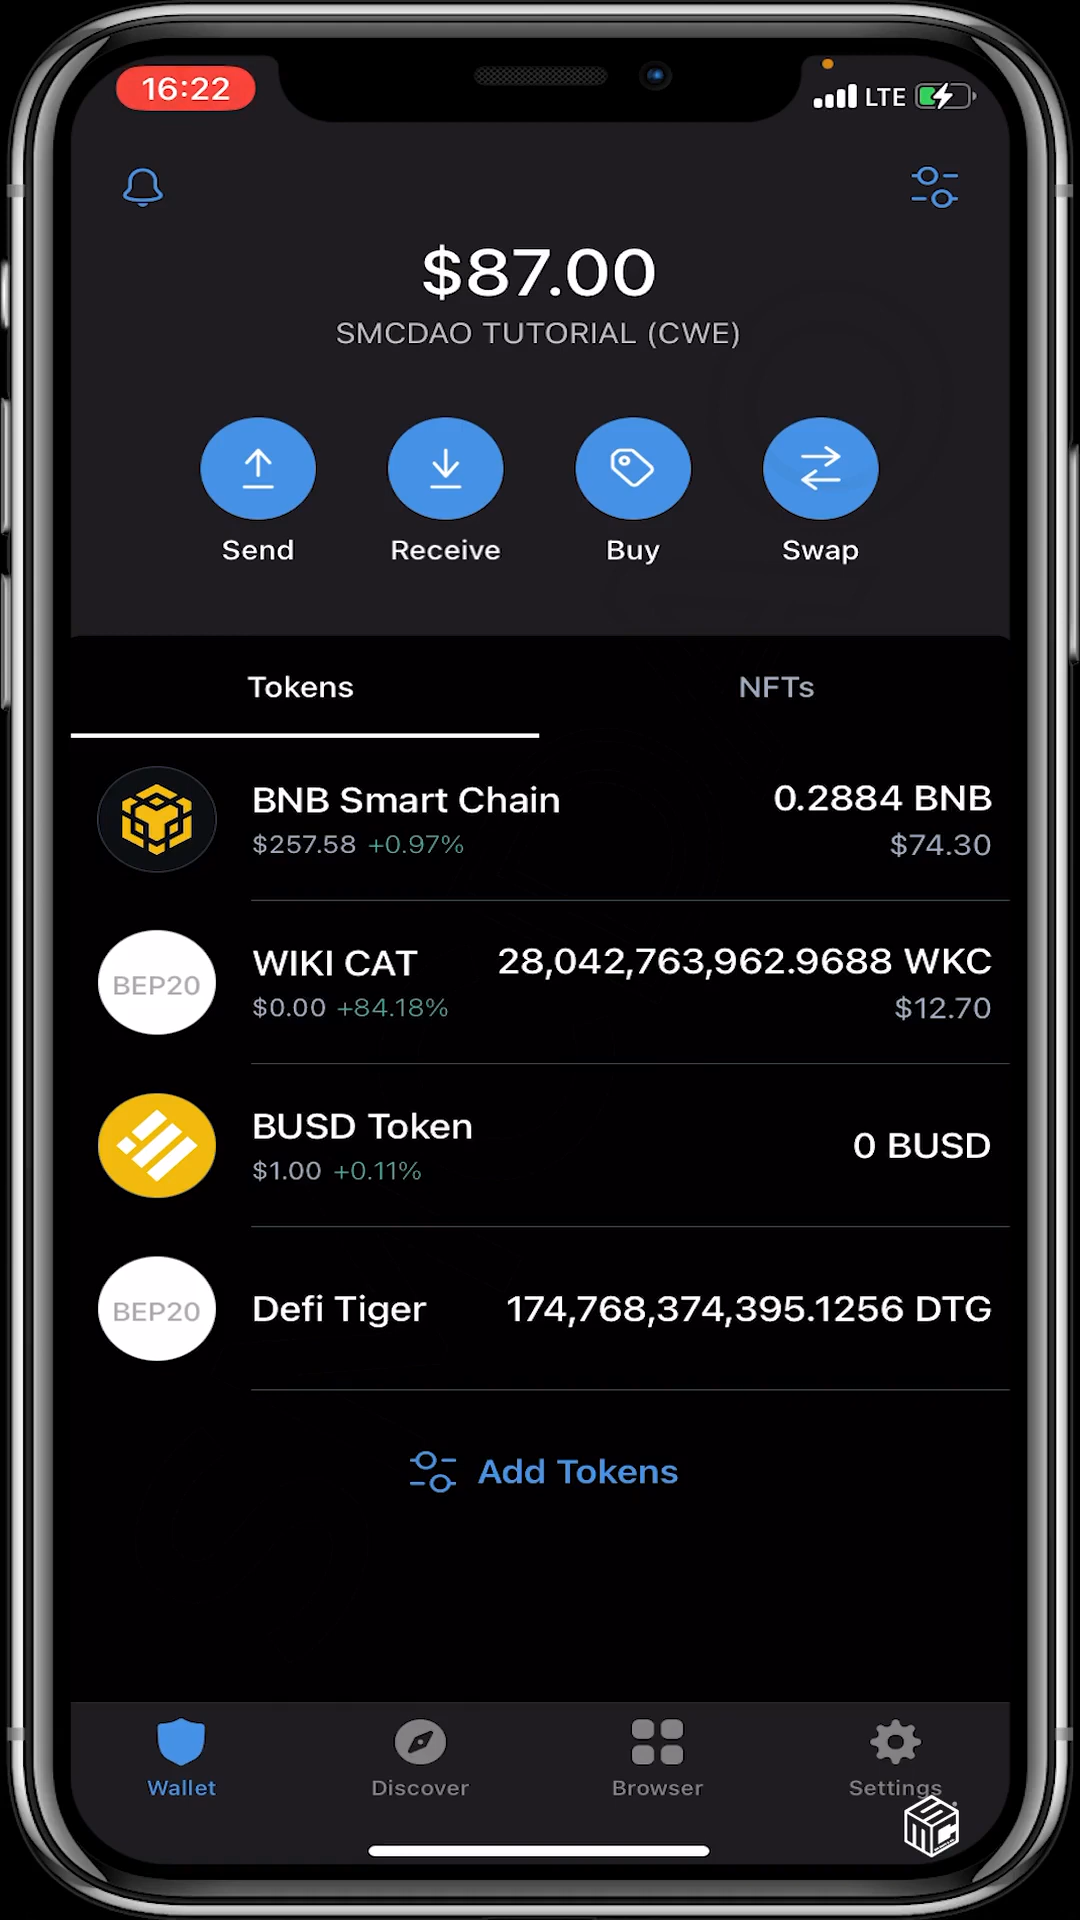 16:22
LTE
$87.00
SMCDAO TUTORIAL (CWE)
Send Receive Buy Swap
Tokens NFTs
BNB Smart Chain 0.2884 BNB
$257.58 +0.97% $74.30
BEP20 WIKI CAT 28,042,763,962.9688 WKC
$0.00 +84.18% $12.70
BUSD Token 0 BUSD
$1.00 +0.11%
BEP20 Defi Tiger 174,768,374,395.1256 DTG
Add Tokens
Wallet Discover Browser Settings